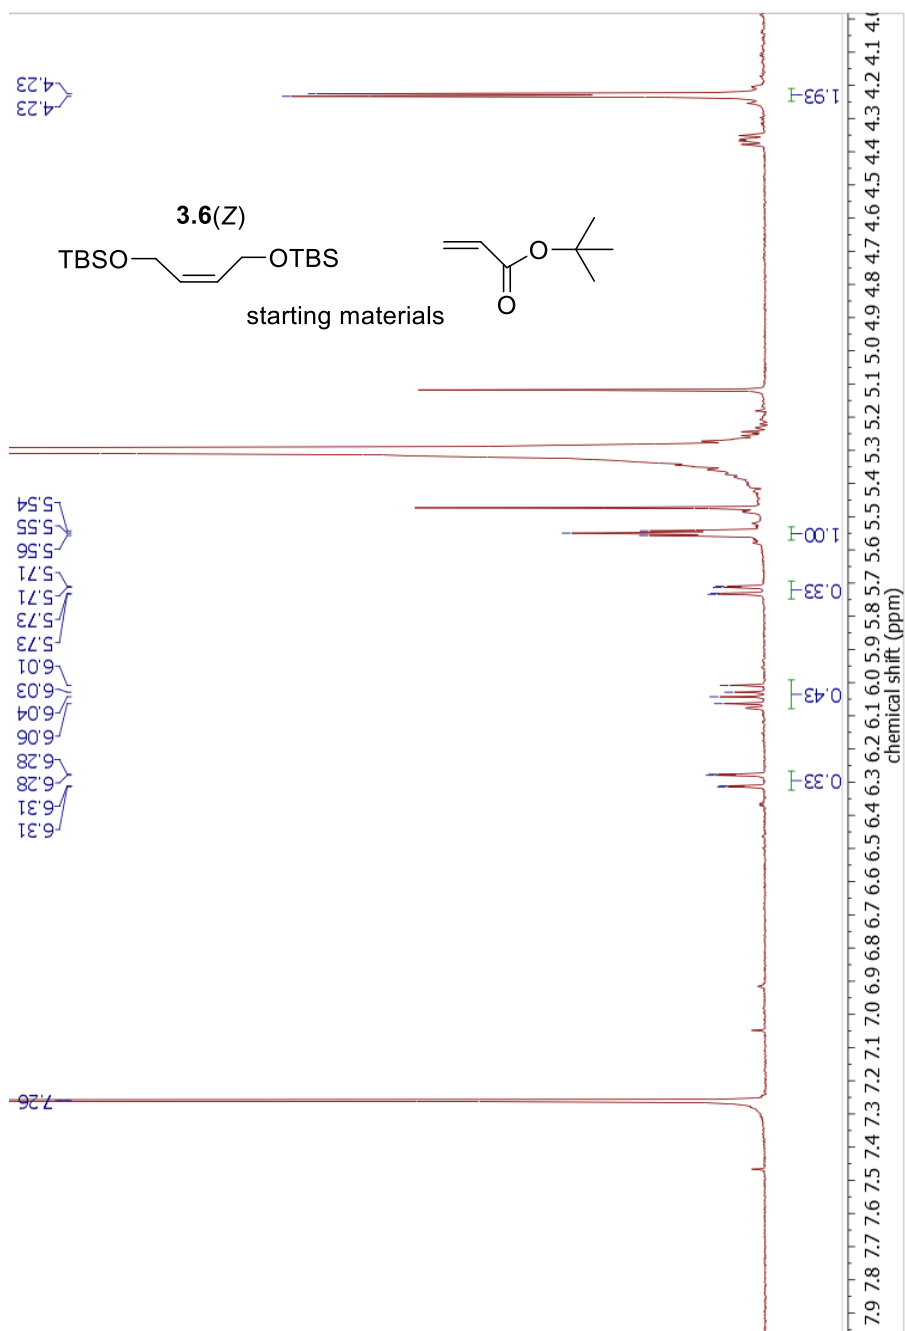 4.23
4.23
1.93
3.6(Z)
TBSO
OTBS
O
O
starting materials
5.54
5.55
5.56
5.71
5.71
5.73
5.73
6.01
6.03
6.04
6.06
6.28
6.28
6.31
6.31
7.26
1.00
0.33
0.43
0.33
7.9 7.8 7.7 7.6 7.5 7.4 7.3 7.2 7.1 7.0 6.9 6.8 6.7 6.6 6.5 6.4 6.3 6.2 6.1 6.0 5.9 5.8 5.7 5.6 5.5 5.4 5.3 5.2 5.1 5.0 4.9 4.8 4.7 4.6 4.5 4.4 4.3 4.2 4.1 4.0
chemical shift (ppm)